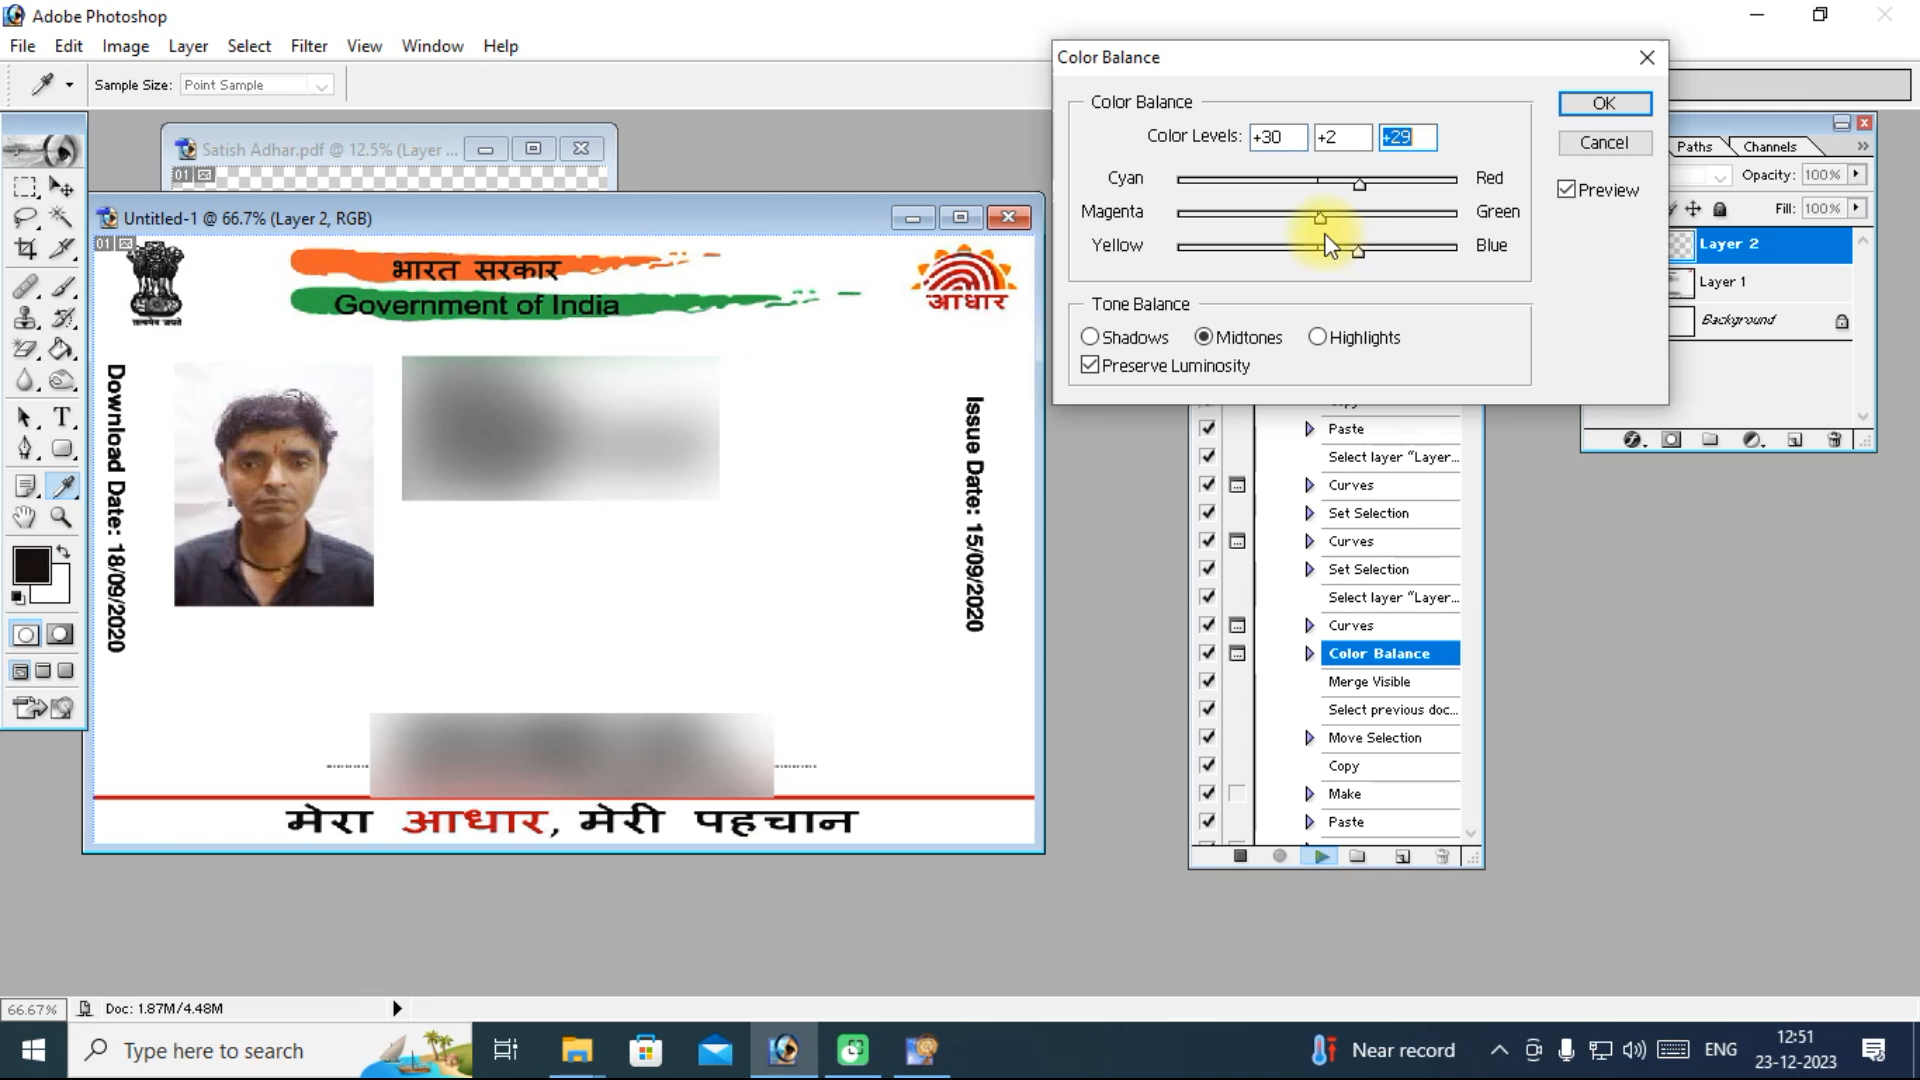 Adobe Photoshop
File Edit Image Layer Select Filter View Window Help
Sample Size: Point Sample
Satish Adhar.pdf @ 12.5% (Layer ...
01
Untitled-1 @ 66.7% (Layer 2, RGB)
01
भारत सरकार
Government of India
सत्यमेव जयते
आधार
Download Date: 18/09/2020
Issue Date: 15/09/2020
मेरा आधार, मेरी पहचान
Color Balance
Color Balance
Color Levels: +30 +2 +29
Cyan Red
Magenta Green
Yellow Blue
Tone Balance
Shadows Midtones Highlights
Preserve Luminosity
OK
Cancel
Preview
Paths Channels
Opacity: 100%
Fill: 100%
Layer 2
Layer 1
Background
Copy
Paste
Select layer “Layer...
Curves
Set Selection
Curves
Set Selection
Select layer “Layer...
Curves
Color Balance
Merge Visible
Select previous doc...
Move Selection
Copy
Make
Paste
66.67% Doc: 1.87M/4.48M
Type here to search
Near record
ENG
12:51
23-12-2023